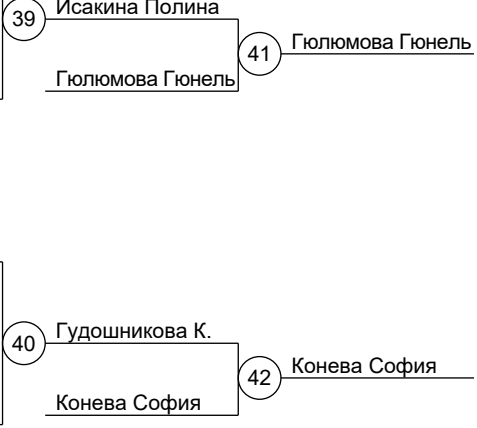 Исакина Полина
39
Гюлюмова Гюнель
41
Гюлюмова Гюнель
Гудошникова К.
40
Конева София
42
Конева София